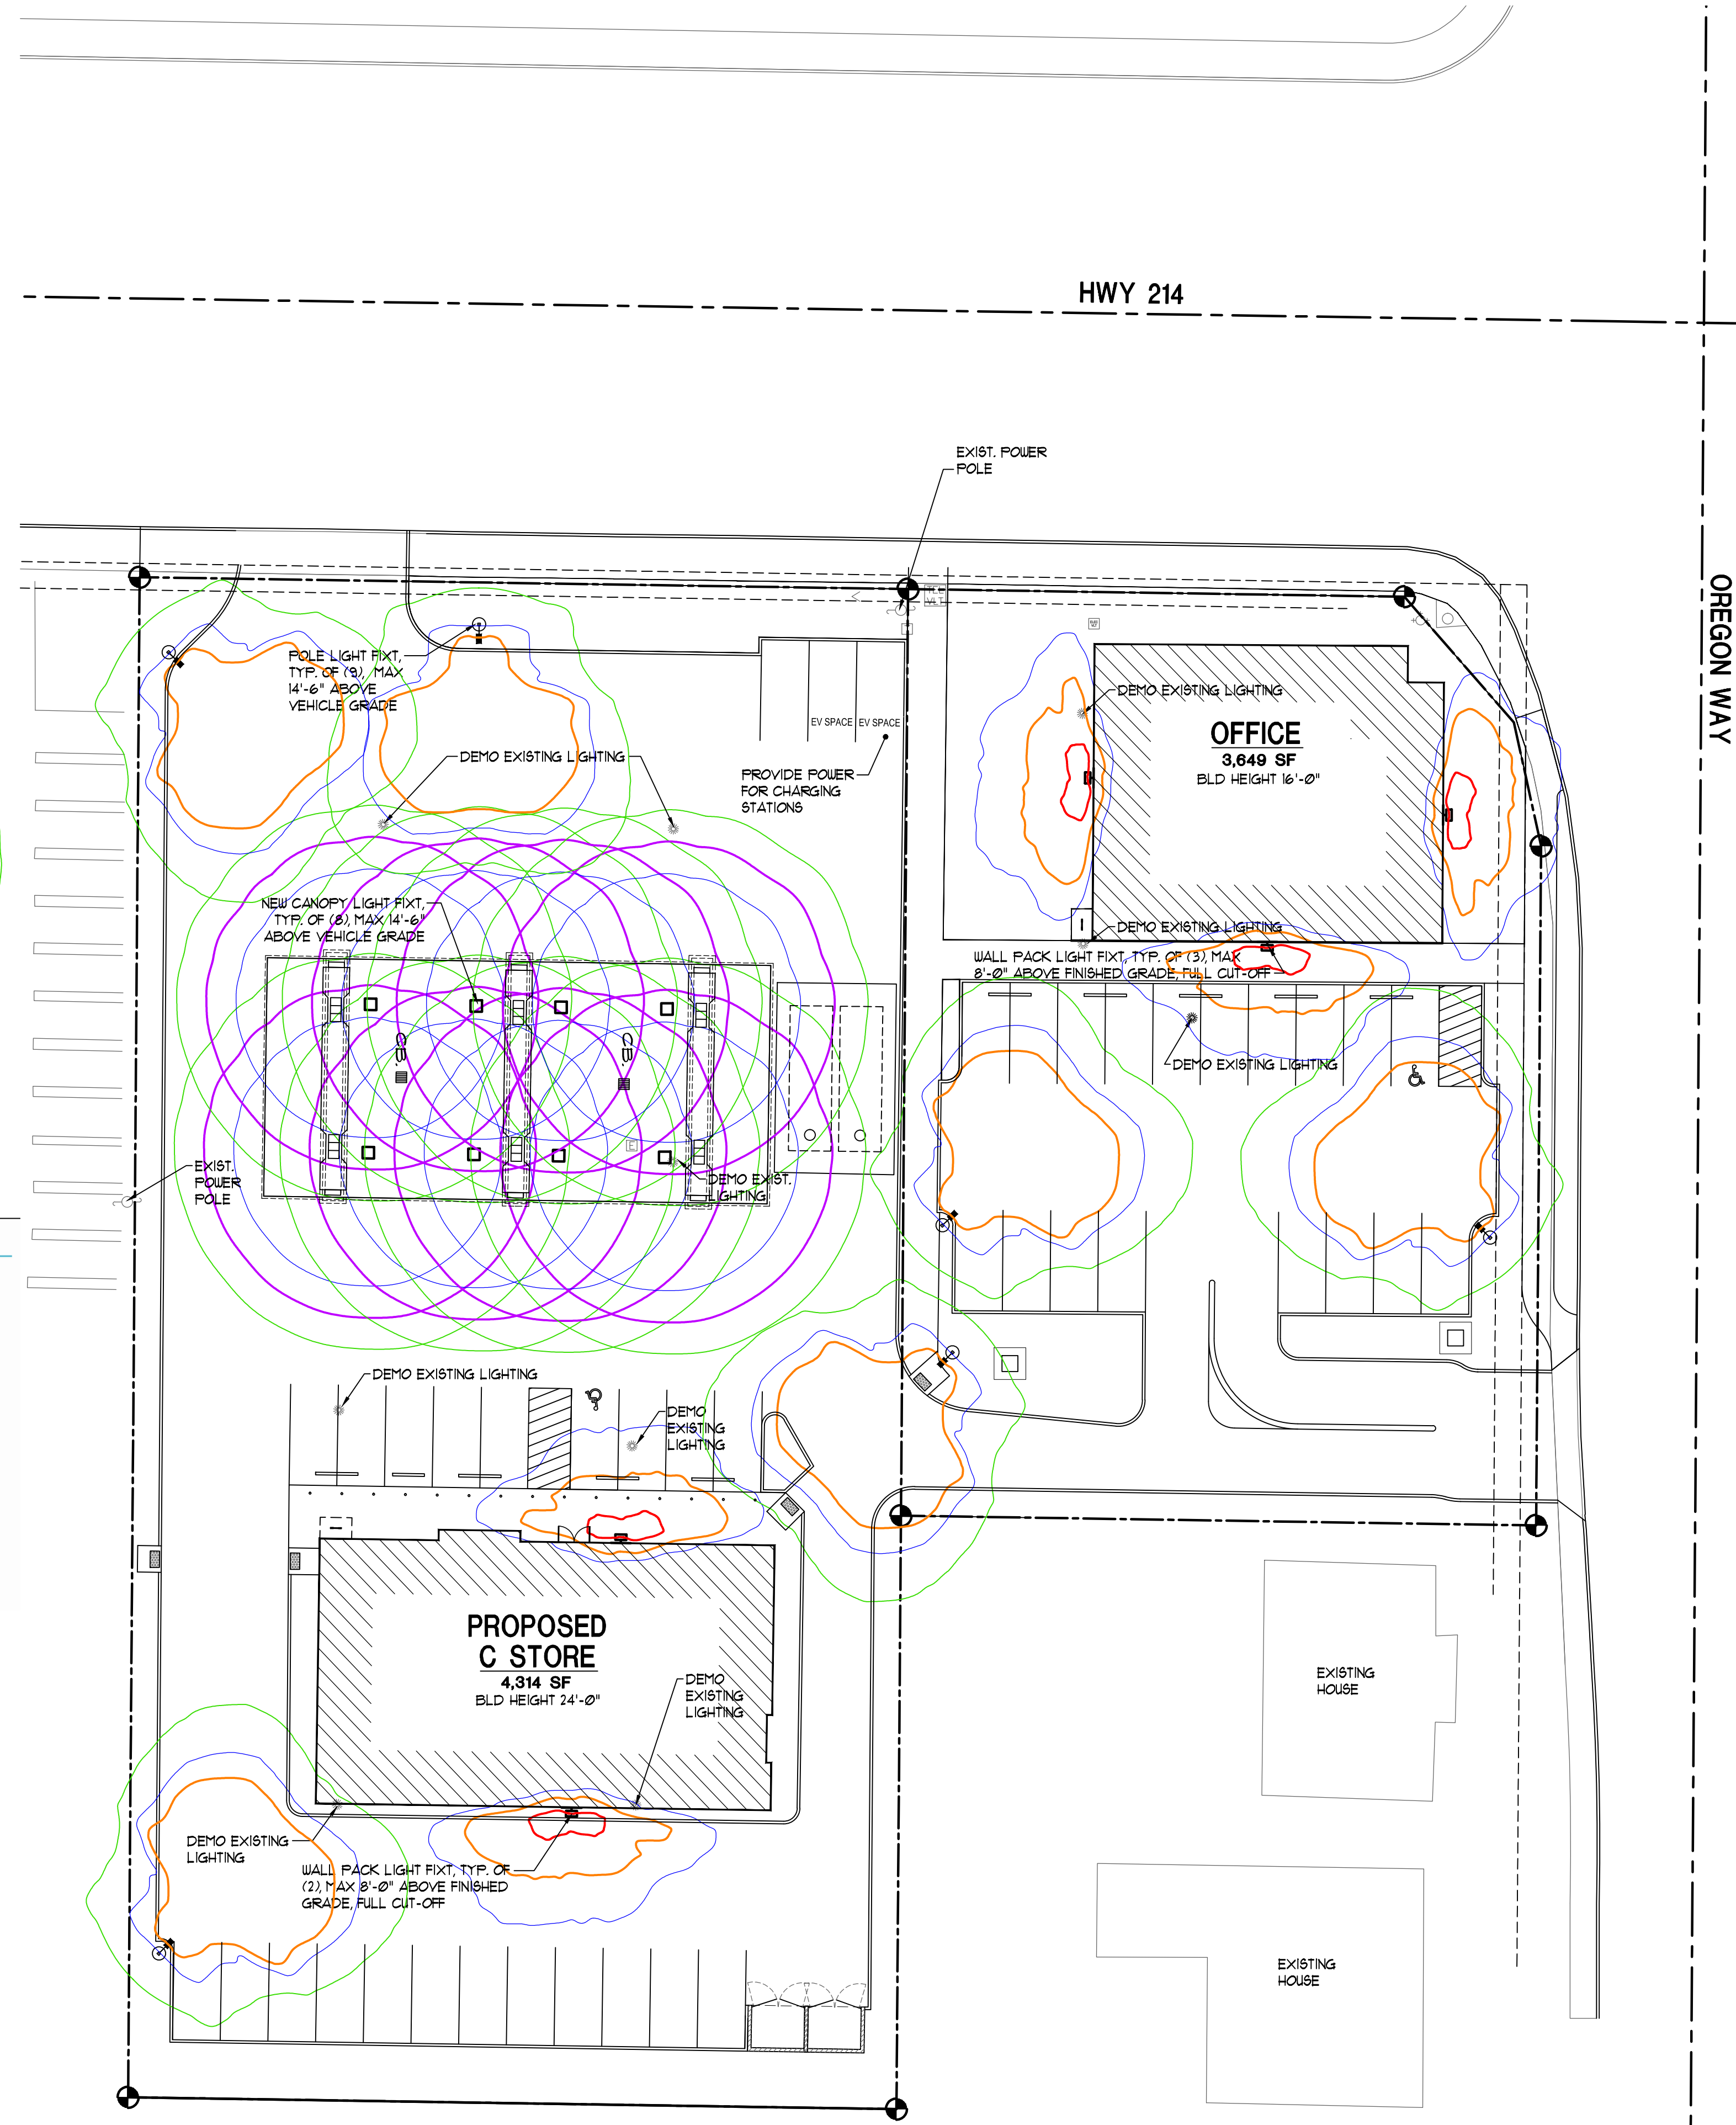 HWY 214
OREGON WAY
EXIST. POWER
POLE
TEL
VLT
POLE LIGHT FIXT,
TYP. OF (9), MAX
14'-6" ABOVE
VEHICLE GRADE
DEMO EXISTING LIGHTING
EV SPACE
EV SPACE
PROVIDE POWER
FOR CHARGING
STATIONS
DEMO EXISTING LIGHTING
OFFICE
3,649 SF
BLD HEIGHT 16'-0"
NEW CANOPY LIGHT FIXT,
TYP. OF (8), MAX 14'-6"
ABOVE VEHICLE GRADE
DEMO EXISTING LIGHTING
WALL PACK LIGHT FIXT, TYP. OF (3), MAX
8'-0" ABOVE FINISHED GRADE, FULL CUT-OFF
C.B.
C.B.
DEMO EXISTING LIGHTING
E
EXIST.
POWER
POLE
DEMO EXIST.
LIGHTING
DEMO EXISTING LIGHTING
DEMO
EXISTING
LIGHTING
PROPOSED
C STORE
4,314 SF
BLD HEIGHT 24'-0"
DEMO
EXISTING
LIGHTING
EXISTING
HOUSE
DEMO EXISTING
LIGHTING
WALL PACK LIGHT FIXT, TYP. OF
(2), MAX 8'-0" ABOVE FINISHED
GRADE, FULL CUT-OFF
EXISTING
HOUSE